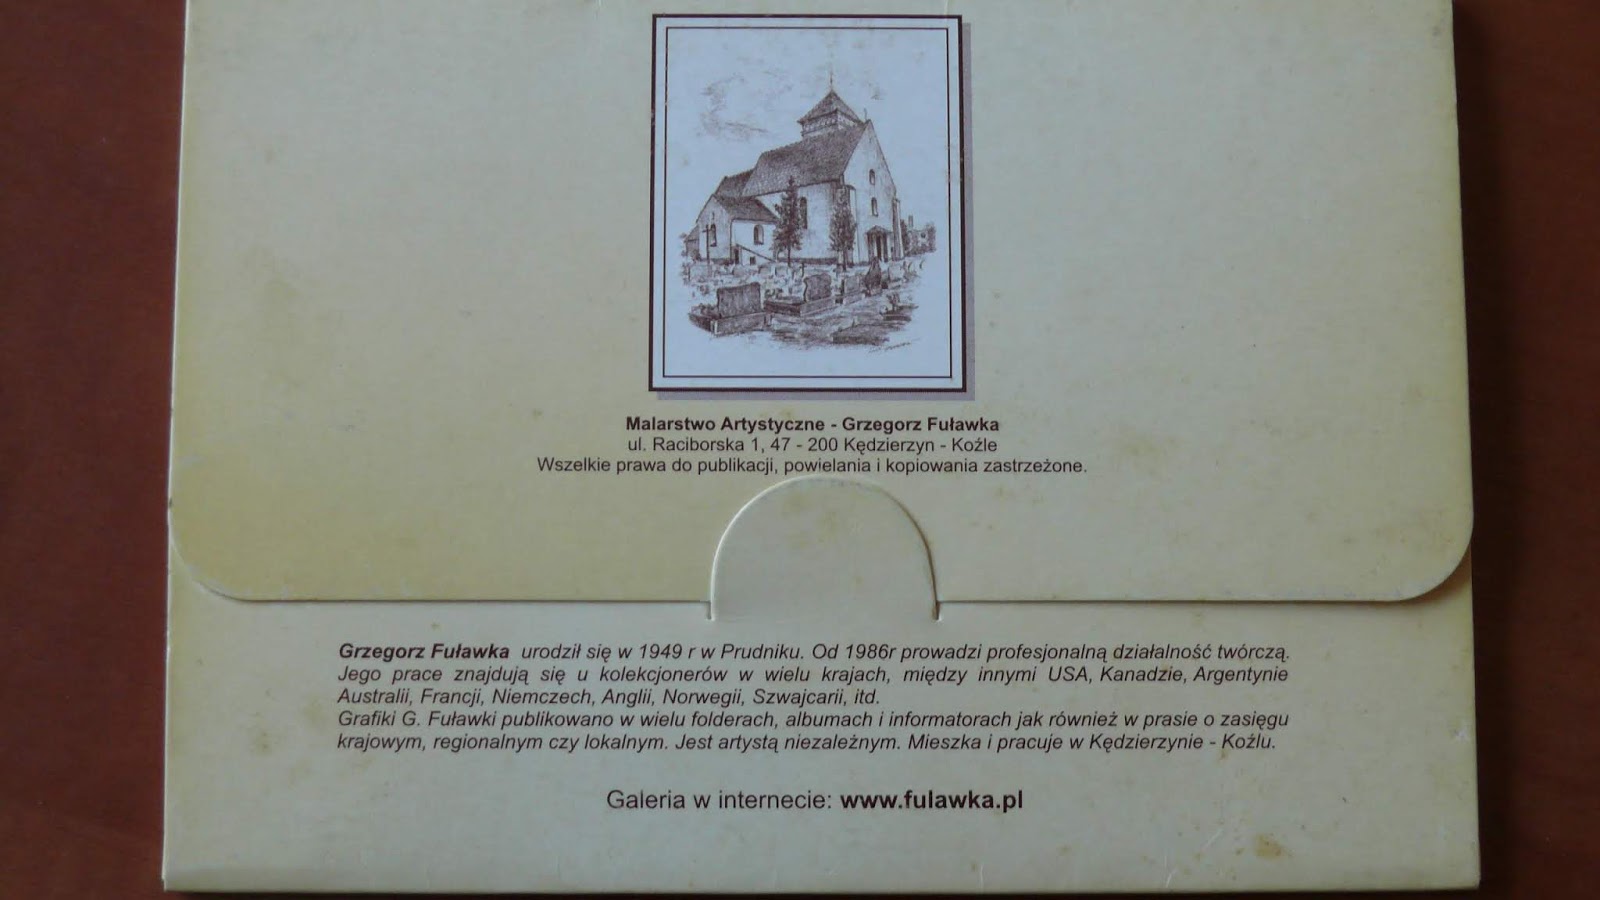 Malarstwo Artystyczne - Grzegorz Fuławka
ul. Raciborska 1, 47 - 200 Kędzierzyn - Koźle
Wszelkie prawa do publikacji, powielania i kopiowania zastrzeżone.
Grzegorz Fuławka urodził się w 1949 r w Prudniku. Od 1986r prowadzi profesjonalną działalność twórczą.
Jego prace znajdują się u kolekcjonerów w wielu krajach, między innymi USA, Kanadzie, Argentynie
Australii, Francji, Niemczech, Anglii, Norwegii, Szwajcarii, itd.
Grafiki G. Fuławki publikowano w wielu folderach, albumach i informatorach jak również w prasie o zasięgu
krajowym, regionalnym czy lokalnym. Jest artystą niezależnym. Mieszka i pracuje w Kędzierzynie - Koźlu.
Galeria w internecie: www.fulawka.pl